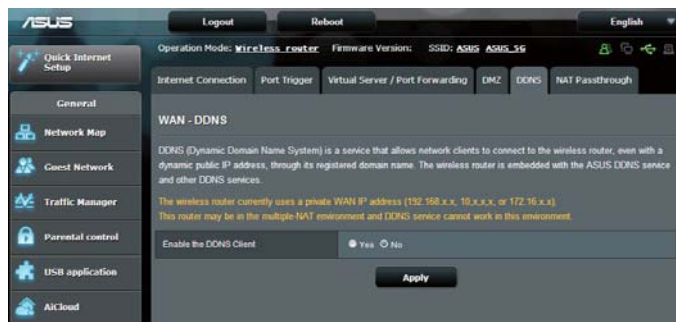 ASUS
Logout
Reboot
English
Quick Internet
Setup
Operation Mode: Wireless router Firmware Version: SSID: ASUS ASUS_5G
Internet Connection
Port Trigger
Virtual Server / Port Forwarding
DMZ
DDNS
NAT Passthrough
General
Network Map
Guest Network
Traffic Manager
Parental control
USB application
AiCloud
WAN - DDNS
DDNS (Dynamic Domain Name System) is a service that allows network clients to connect to the wireless router, even with a
dynamic public IP address, through its registered domain name. The wireless router is embedded with the ASUS DDNS service
and other DDNS services.
The wireless router currently uses a private WAN IP address (192.168.x.x, 10,x,x,x, or 172.16.x.x).
This router may be in the multiple-NAT environment and DDNS service cannot work in this environment.
Enable the DDNS Client
Yes No
Apply